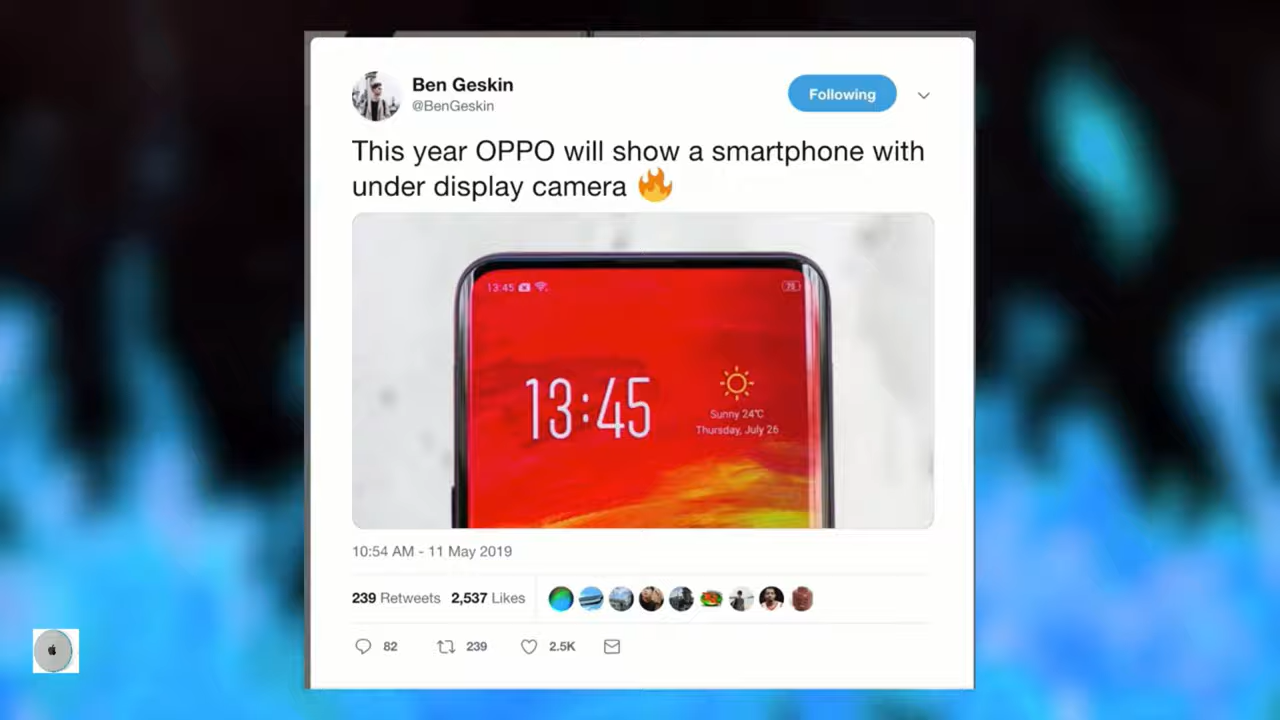 Ben Geskin
@BenGeskin
Following
This year OPPO will show a smartphone with
under display camera 🔥
13:45
78
13:45
Sunny 24°C
Thursday, July 26
10:54 AM - 11 May 2019
239 Retweets 2,537 Likes
82 239 2.5K